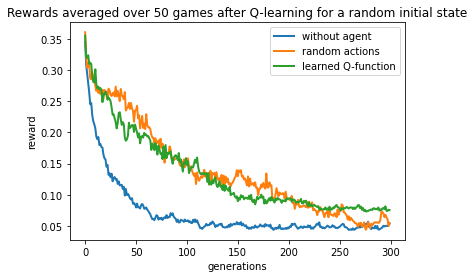 Rewards averaged over 50 games after Q-learning for a random initial state
without agent
random actions
learned Q-function
reward
0.35
0.30
0.25
0.20
0.15
0.10
0.05
0 50 100 150 200 250 300
generations